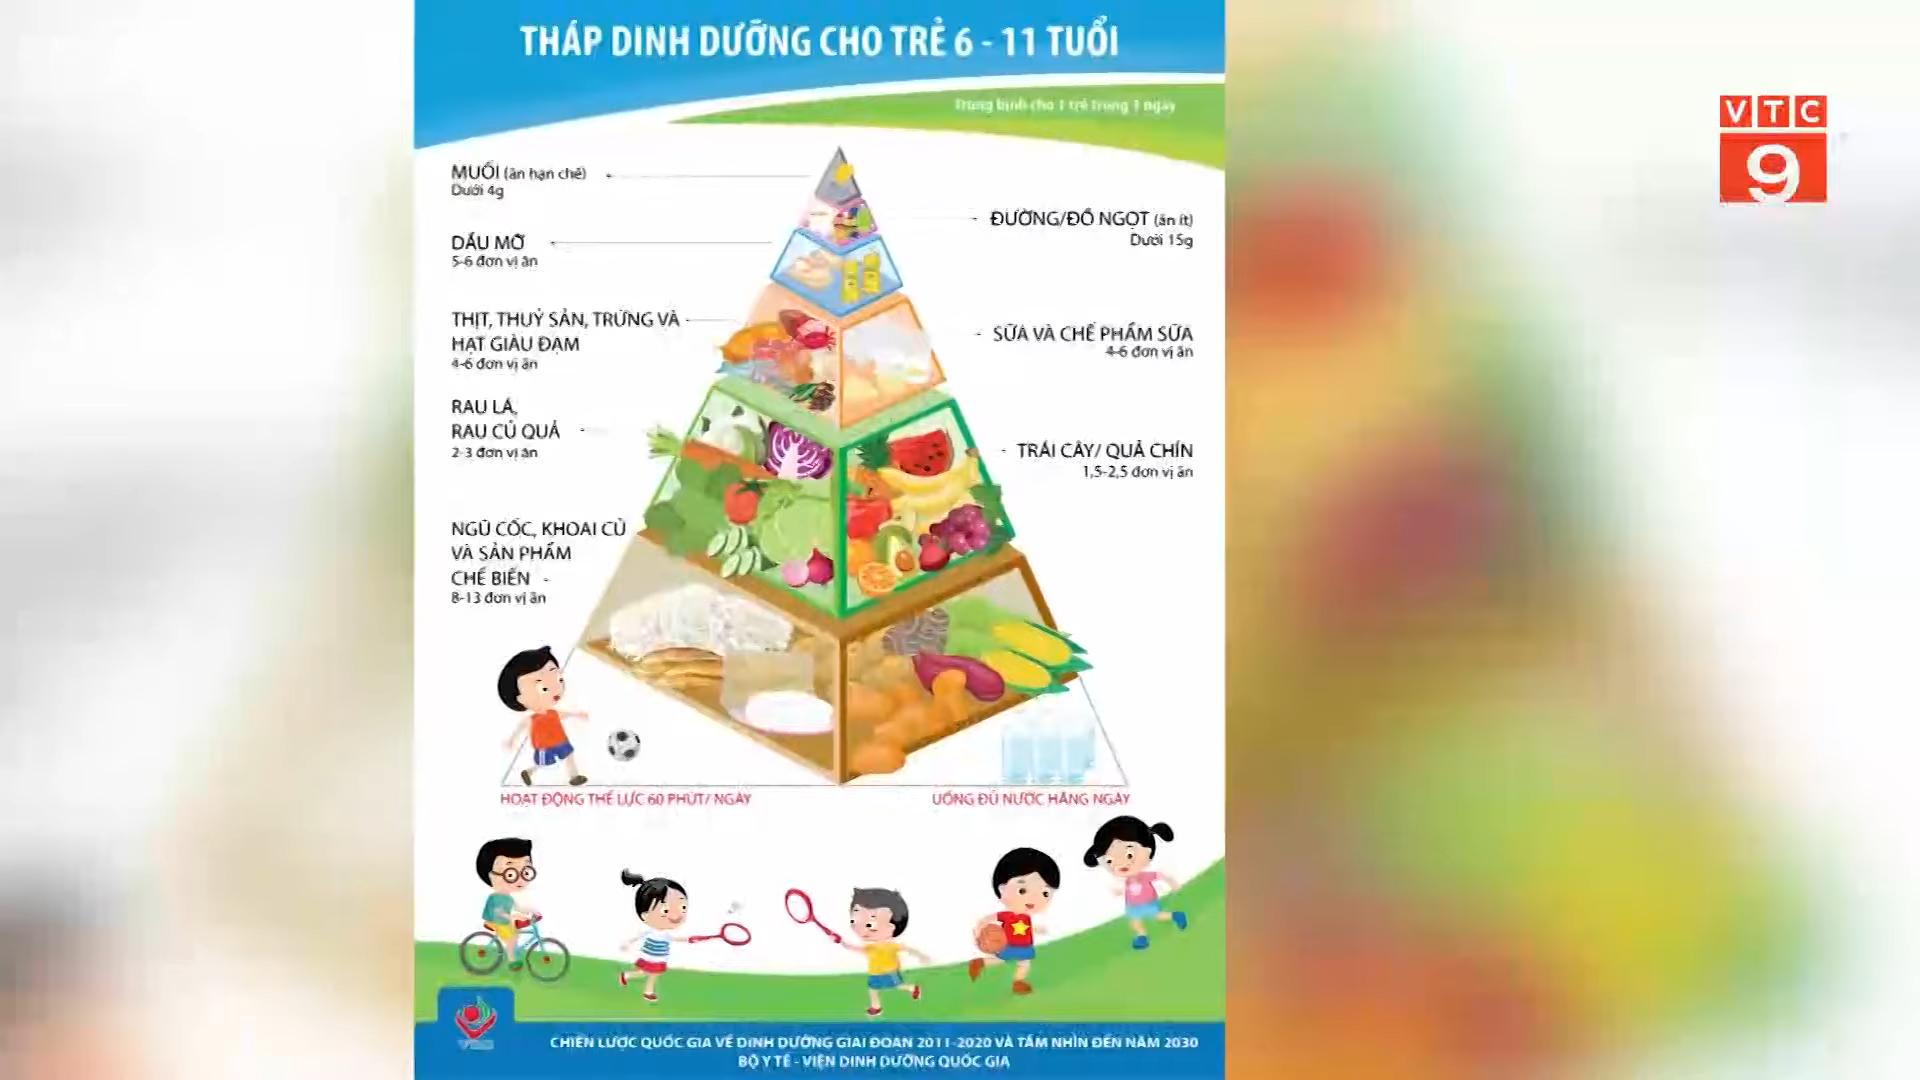 THÁP DINH DƯỠNG CHO TRẺ 6 - 11 TUỔI
Trung bình cho 1 trẻ trong 1 ngày
VTC
9
MUỐI (ăn hạn chế)
Dưới 4g
ĐƯỜNG/ĐỒ NGỌT (ăn ít)
Dưới 15g
DẦU MỠ
5-6 đơn vị ăn
THỊT, THUỶ SẢN, TRỨNG VÀ
HẠT GIÀU ĐẠM
4-6 đơn vị ăn
SỮA VÀ CHẾ PHẨM SỮA
4-6 đơn vị ăn
RAU LÁ,
RAU CỦ QUẢ
2-3 đơn vị ăn
TRÁI CÂY/ QUẢ CHÍN
1,5-2,5 đơn vị ăn
NGŨ CỐC, KHOAI CỦ
VÀ SẢN PHẨM
CHẾ BIẾN
8-13 đơn vị ăn
HOẠT ĐỘNG THỂ LỰC 60 PHÚT/ NGÀY
UỐNG ĐỦ NƯỚC HÀNG NGÀY
CHIẾN LƯỢC QUỐC GIA VỀ DINH DƯỠNG GIAI ĐOẠN 2011-2020 VÀ TẦM NHÌN ĐẾN NĂM 2030
BỘ Y TẾ - VIỆN DINH DƯỠNG QUỐC GIA